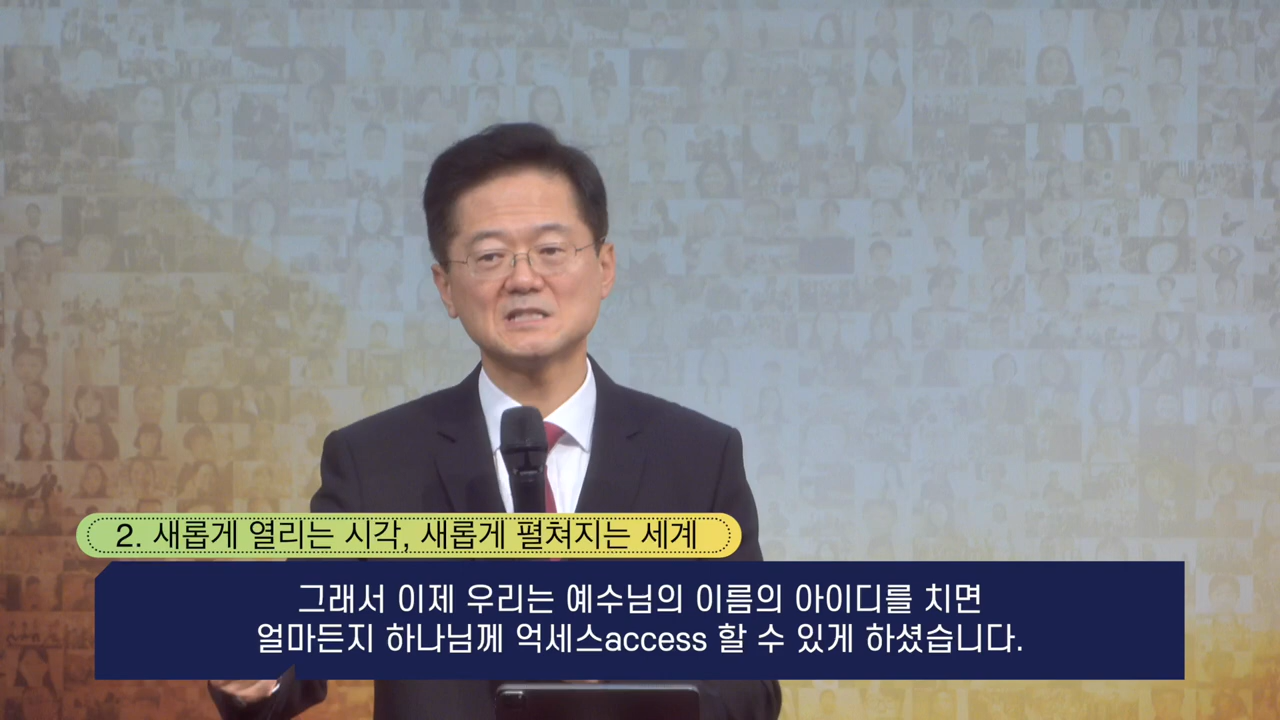 2. 새롭게 열리는 시각, 새롭게 펼쳐지는 세계
그래서 이제 우리는 예수님의 이름의 아이디를 치면
얼마든지 하나님께 억세스access 할 수 있게 하셨습니다.